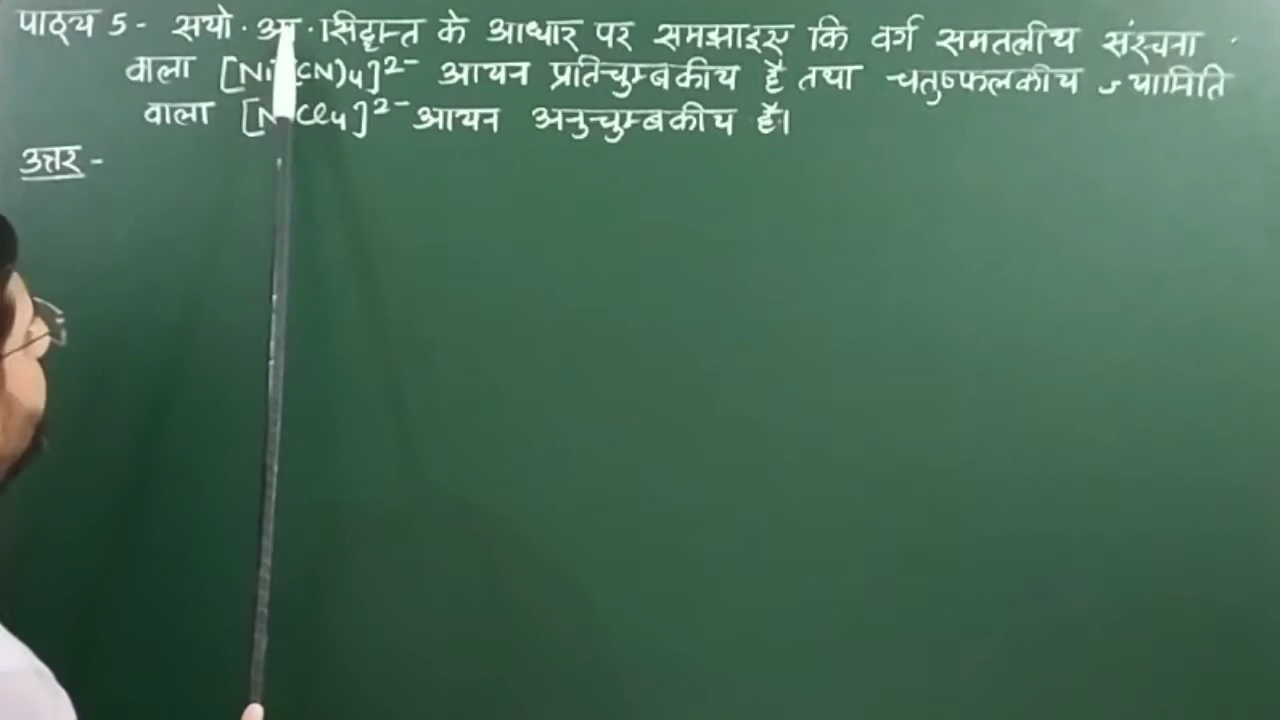 पाठ्य 5- सयो. आ. सिद्धान्त के आधार पर समझाइए कि वर्ग समतलीय संरचना
वाला [Ni(CN)4]2- आयन प्रतिचुम्बकीय है तथा चतुष्फलकीय ज्यामिति
वाला [NiCl4]2- आयन अनुचुम्बकीय है।
उत्तर -